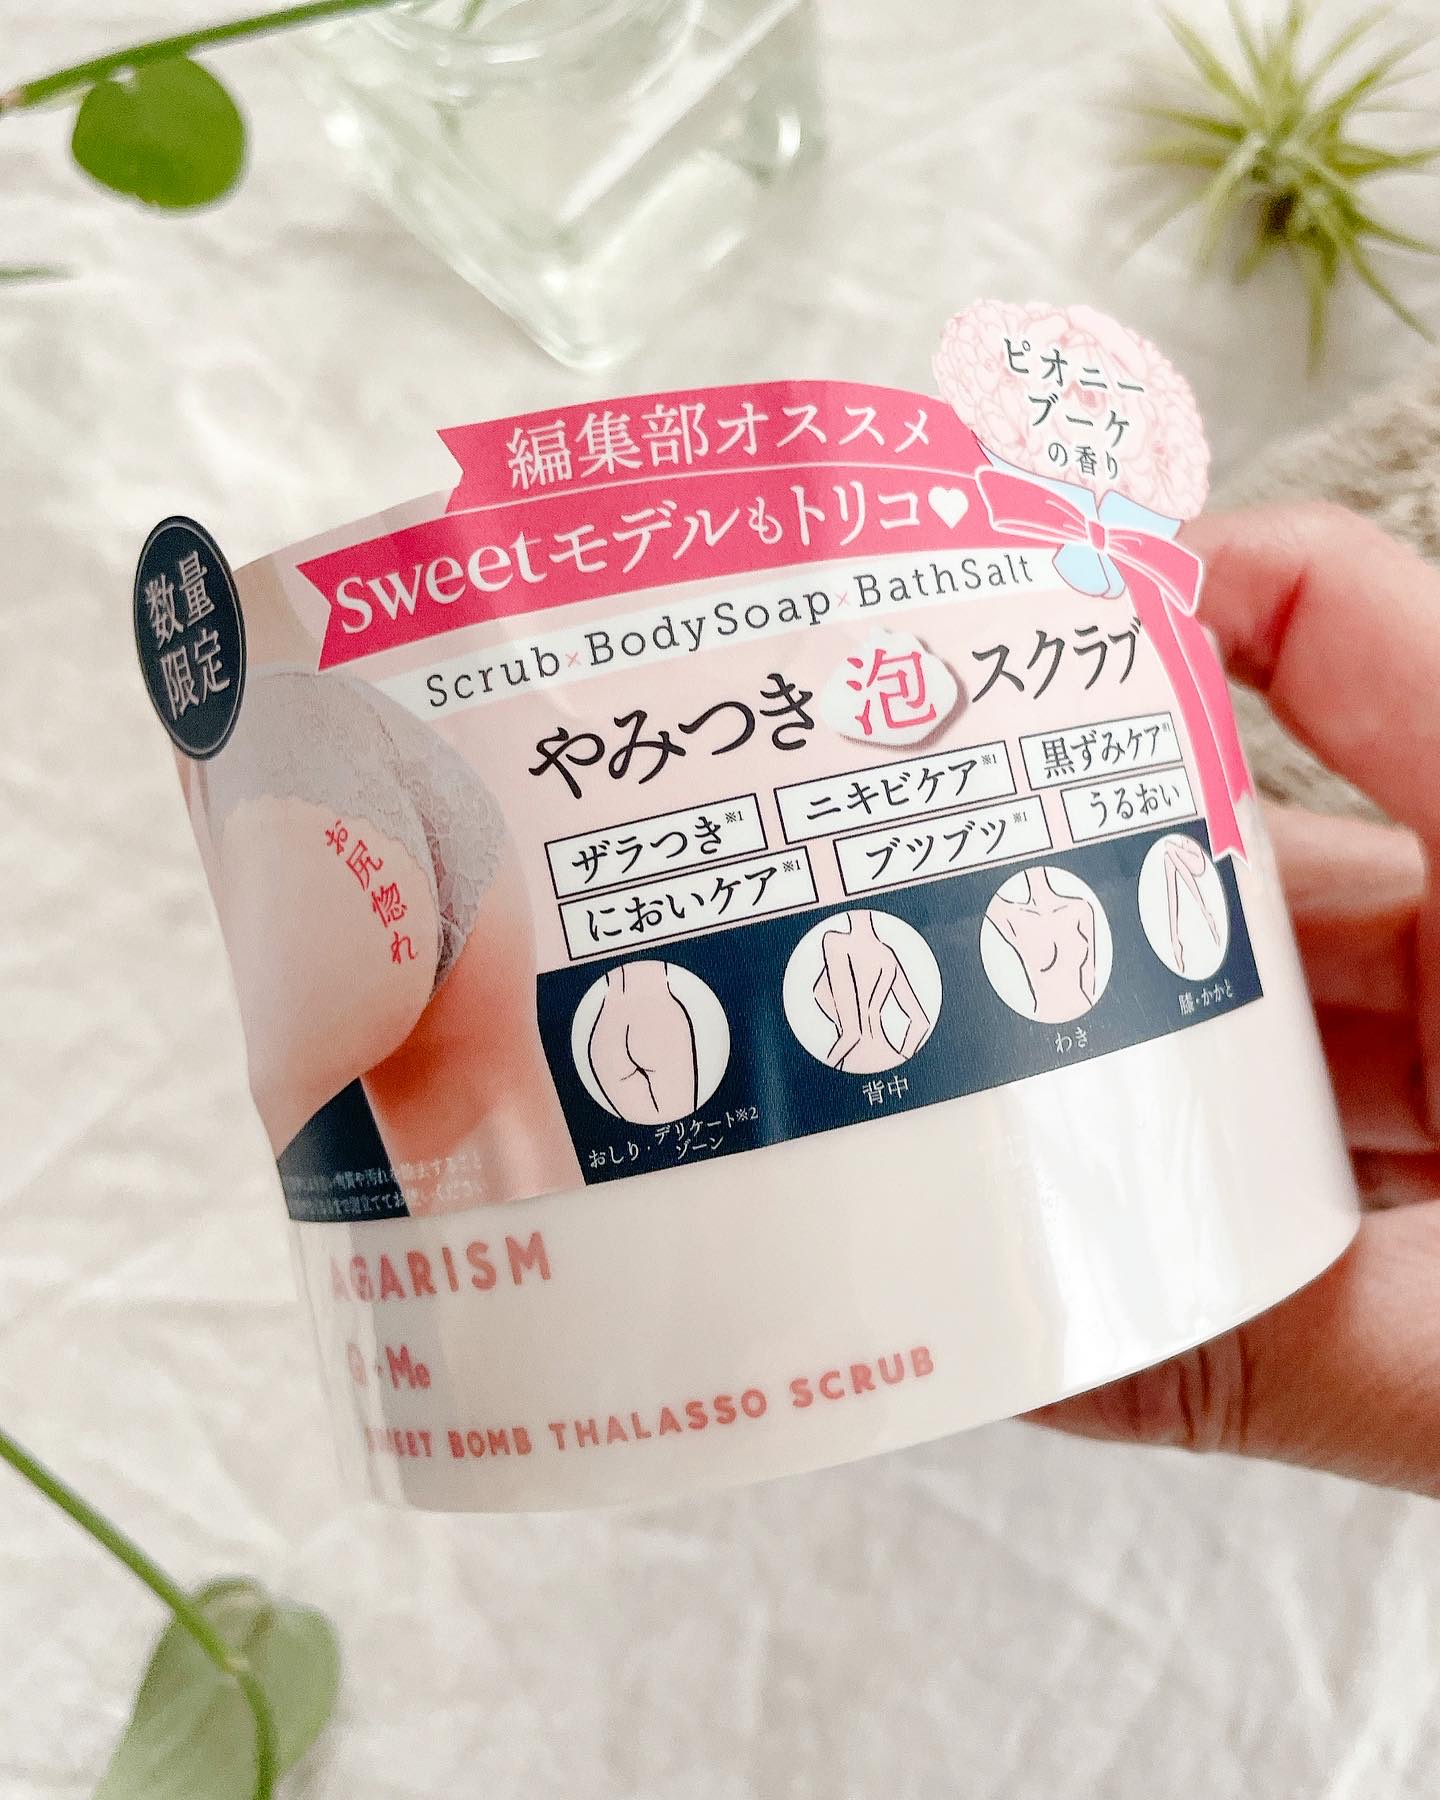 編集部オススメ
Sweetモデルもトリコ♥
ピオニー
ブーケ
の香り
数量
限定
Scrub×BodySoap×BathSalt
やみつき泡スクラブ
ザラつき※1
ニキビケア※1
黒ずみケア※1
においケア※1
ブツブツ※1
うるおい
お尻惚れ
おしり・デリケート※2
ゾーン
背中
わき
膝・かかと
AGARISM
Me
BOMB THALASSO SCRUB